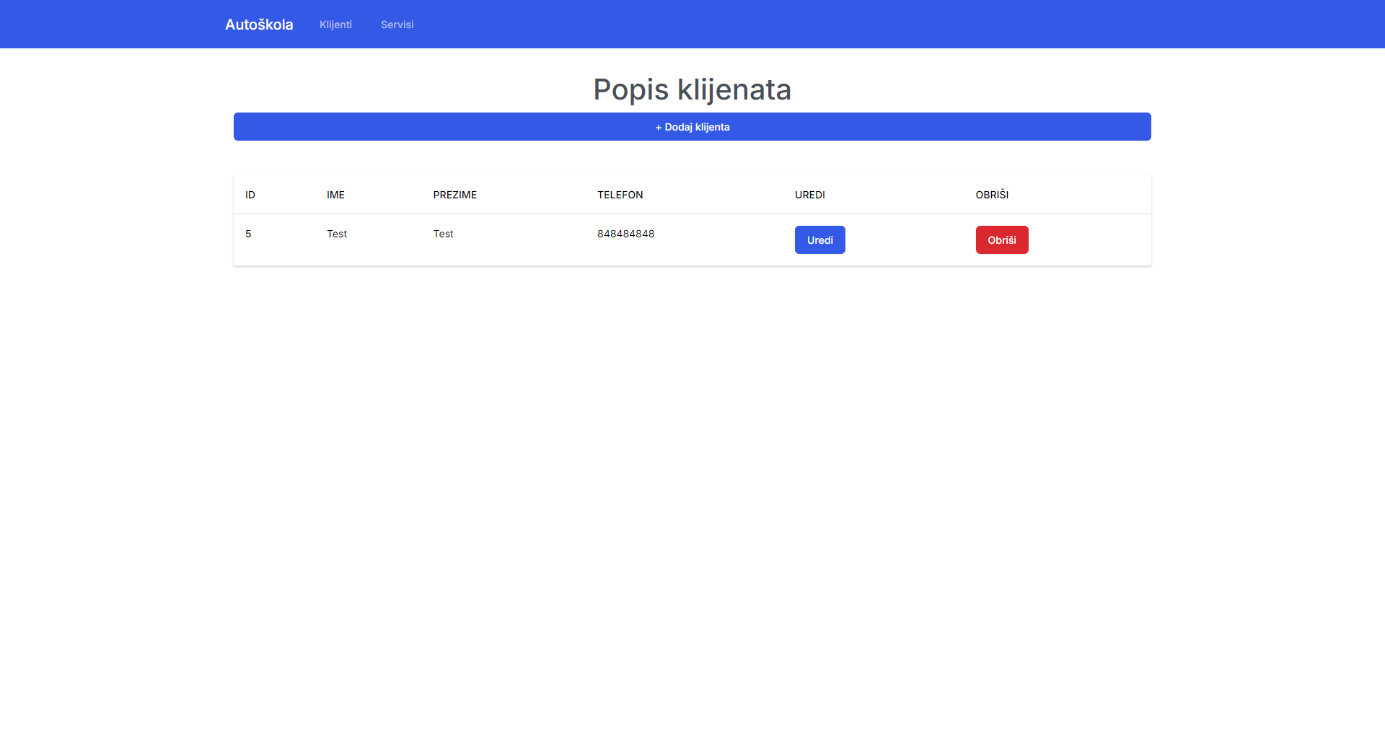 Autoškola Klijenti Servisi
Popis klijenata
+ Dodaj klijenta
ID IME PREZIME TELEFON UREDI OBRIŠI
5 Test Test 848484848 Uredi Obriši